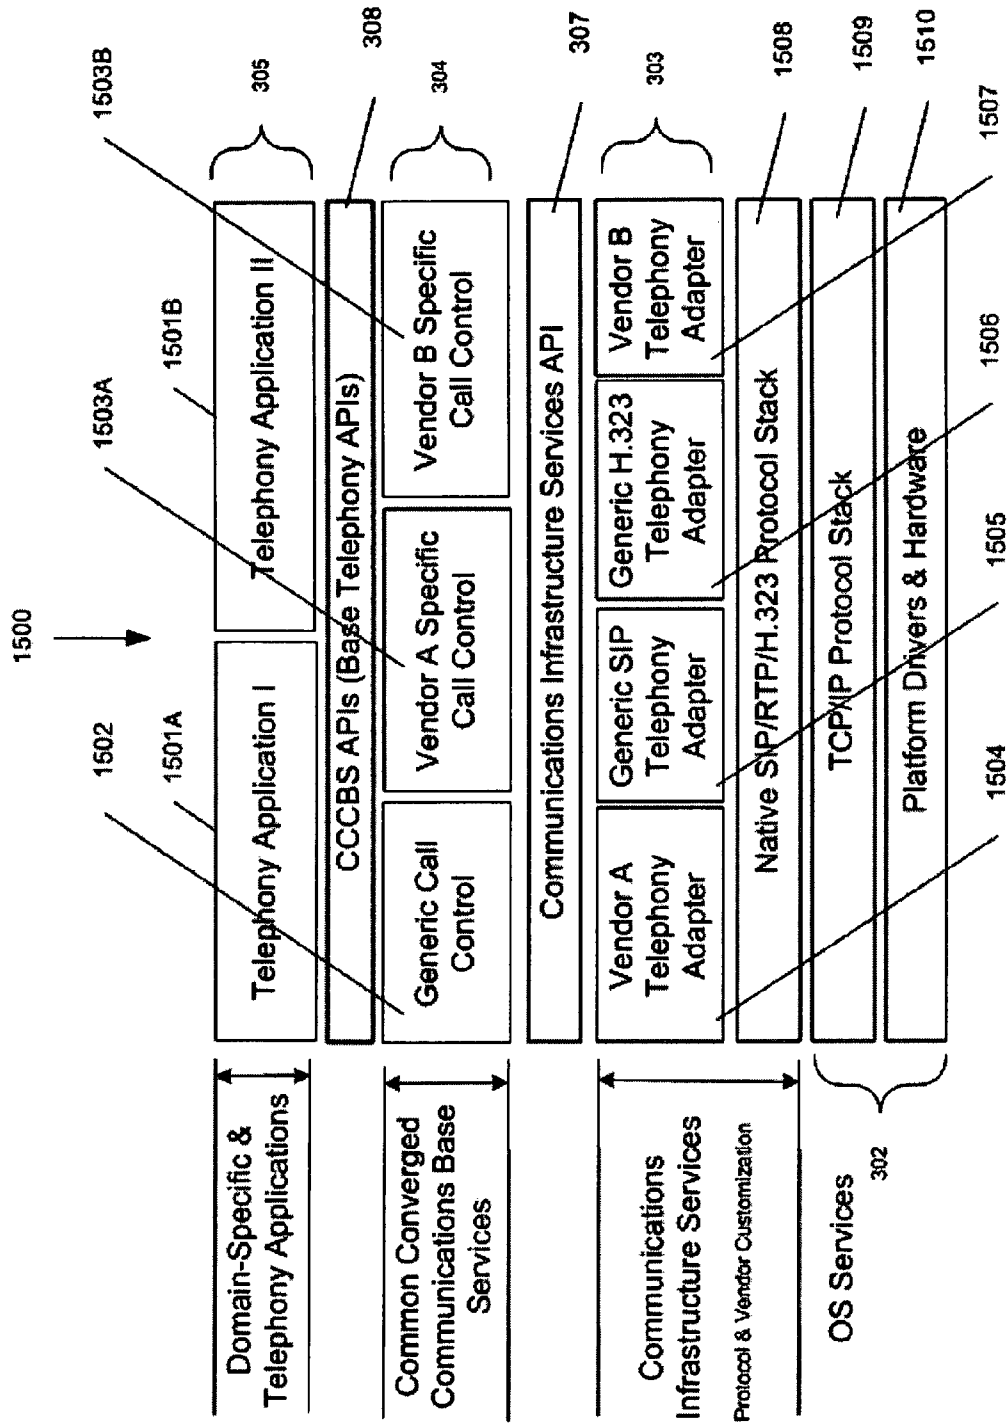 1500
1502
1501A
1503A
1501B
1503B
Domain-Specific &
Telephony Applications
Telephony Application I
Telephony Application II
305
CCCBS APIs (Base Telephony APIs)
308
Common Converged
Communications Base
Services
Generic Call
Control
Vendor A Specific
Call Control
Vendor B Specific
Call Control
304
Communications Infrastructure Services API
307
Communications
Infrastructure Services
Protocol & Vendor Customization
Vendor A
Telephony
Adapter
Generic SIP
Telephony
Adapter
Generic H.323
Telephony
Adapter
Vendor B
Telephony
Adapter
303
Native SIP/RTP/H.323 Protocol Stack
1508
OS Services
302
TCP/IP Protocol Stack
1509
Platform Drivers & Hardware
1510
1504
1505
1506
1507